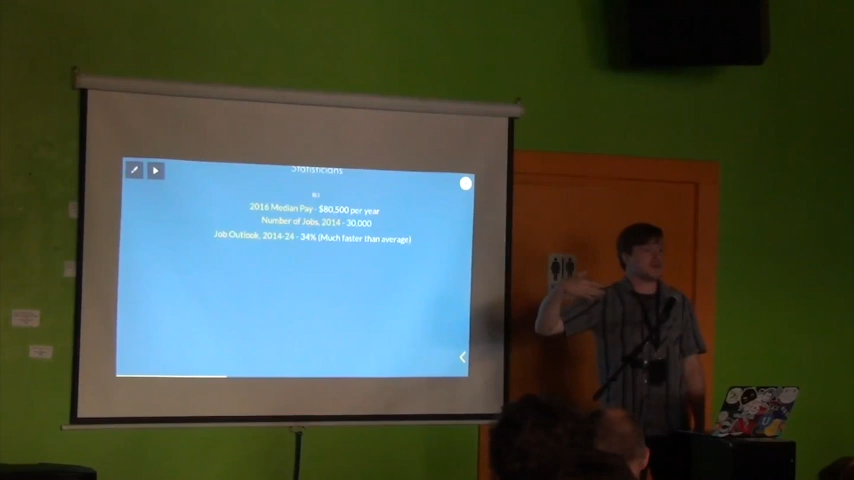 Statisticians
BLS
2016 Median Pay - $80,500 per year
Number of Jobs, 2014 - 30,000
Job Outlook, 2014-24 - 34% (Much faster than average)